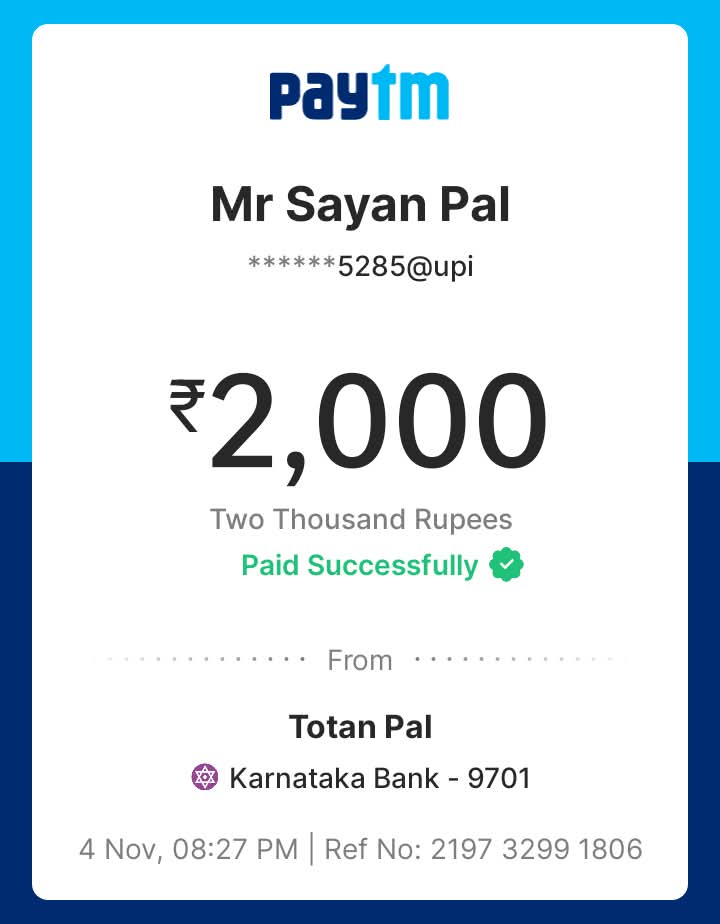 paytm
Mr Sayan Pal
******5285@upi
₹2,000
Two Thousand Rupees
Paid Successfully
From
Totan Pal
Karnataka Bank - 9701
4 Nov, 08:27 PM | Ref No: 2197 3299 1806